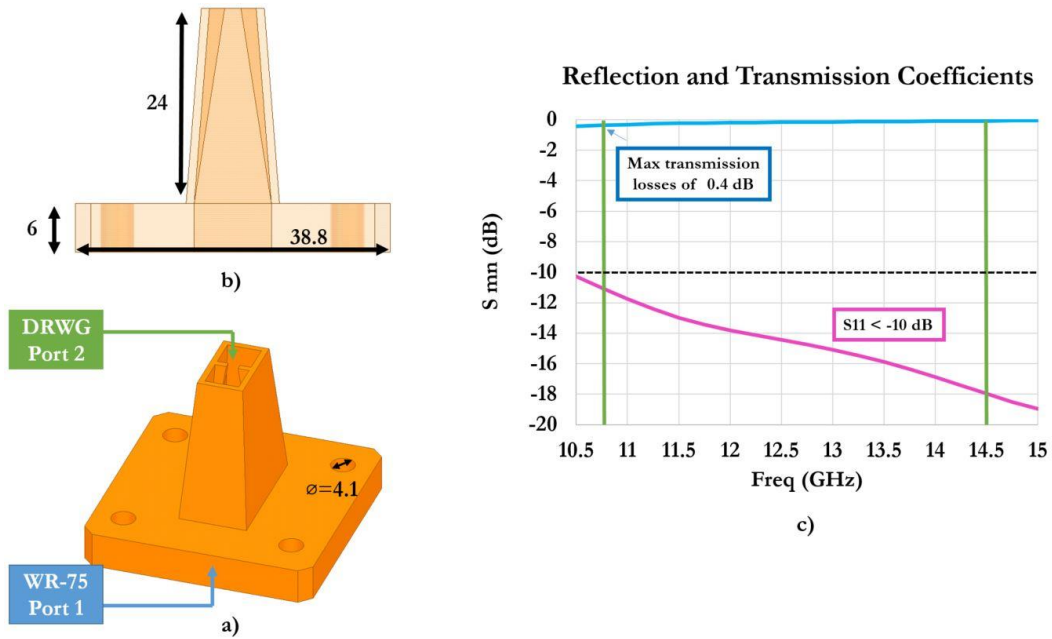 24
6
38.8
b)
DRWG
Port 2
ø=4.1
WR-75
Port 1
a)
Reflection and Transmission Coefficients
0
-2
-4
-6
-8
-10
-12
-14
-16
-18
-20
S mn (dB)
Max transmission
losses of 0.4 dB
S11 < -10 dB
10.5 11 11.5 12 12.5 13 13.5 14 14.5 15
Freq (GHz)
c)